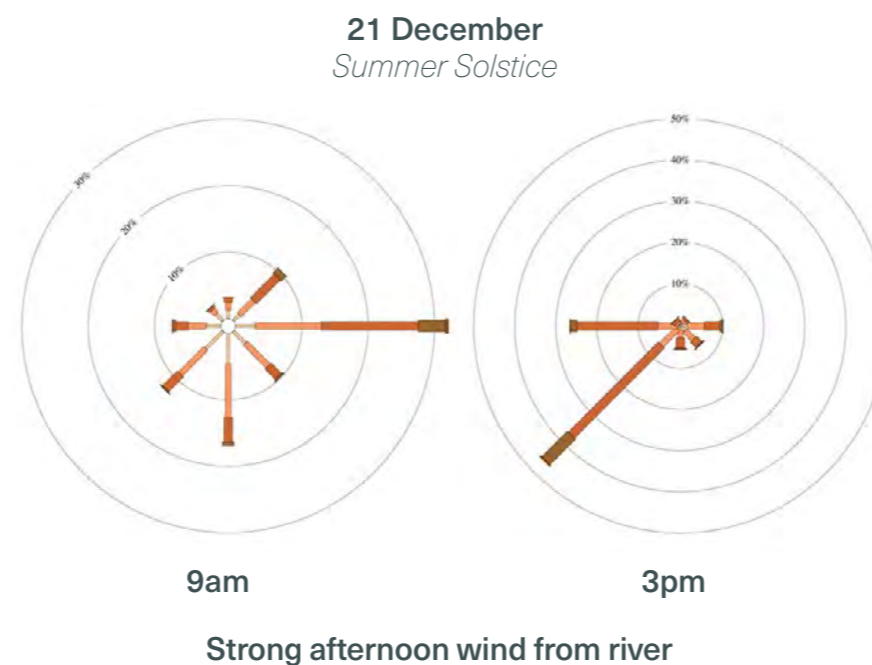 21 December
Summer Solstice
30%
20%
10%
50%
40%
30%
20%
10%
9am
3pm
Strong afternoon wind from river